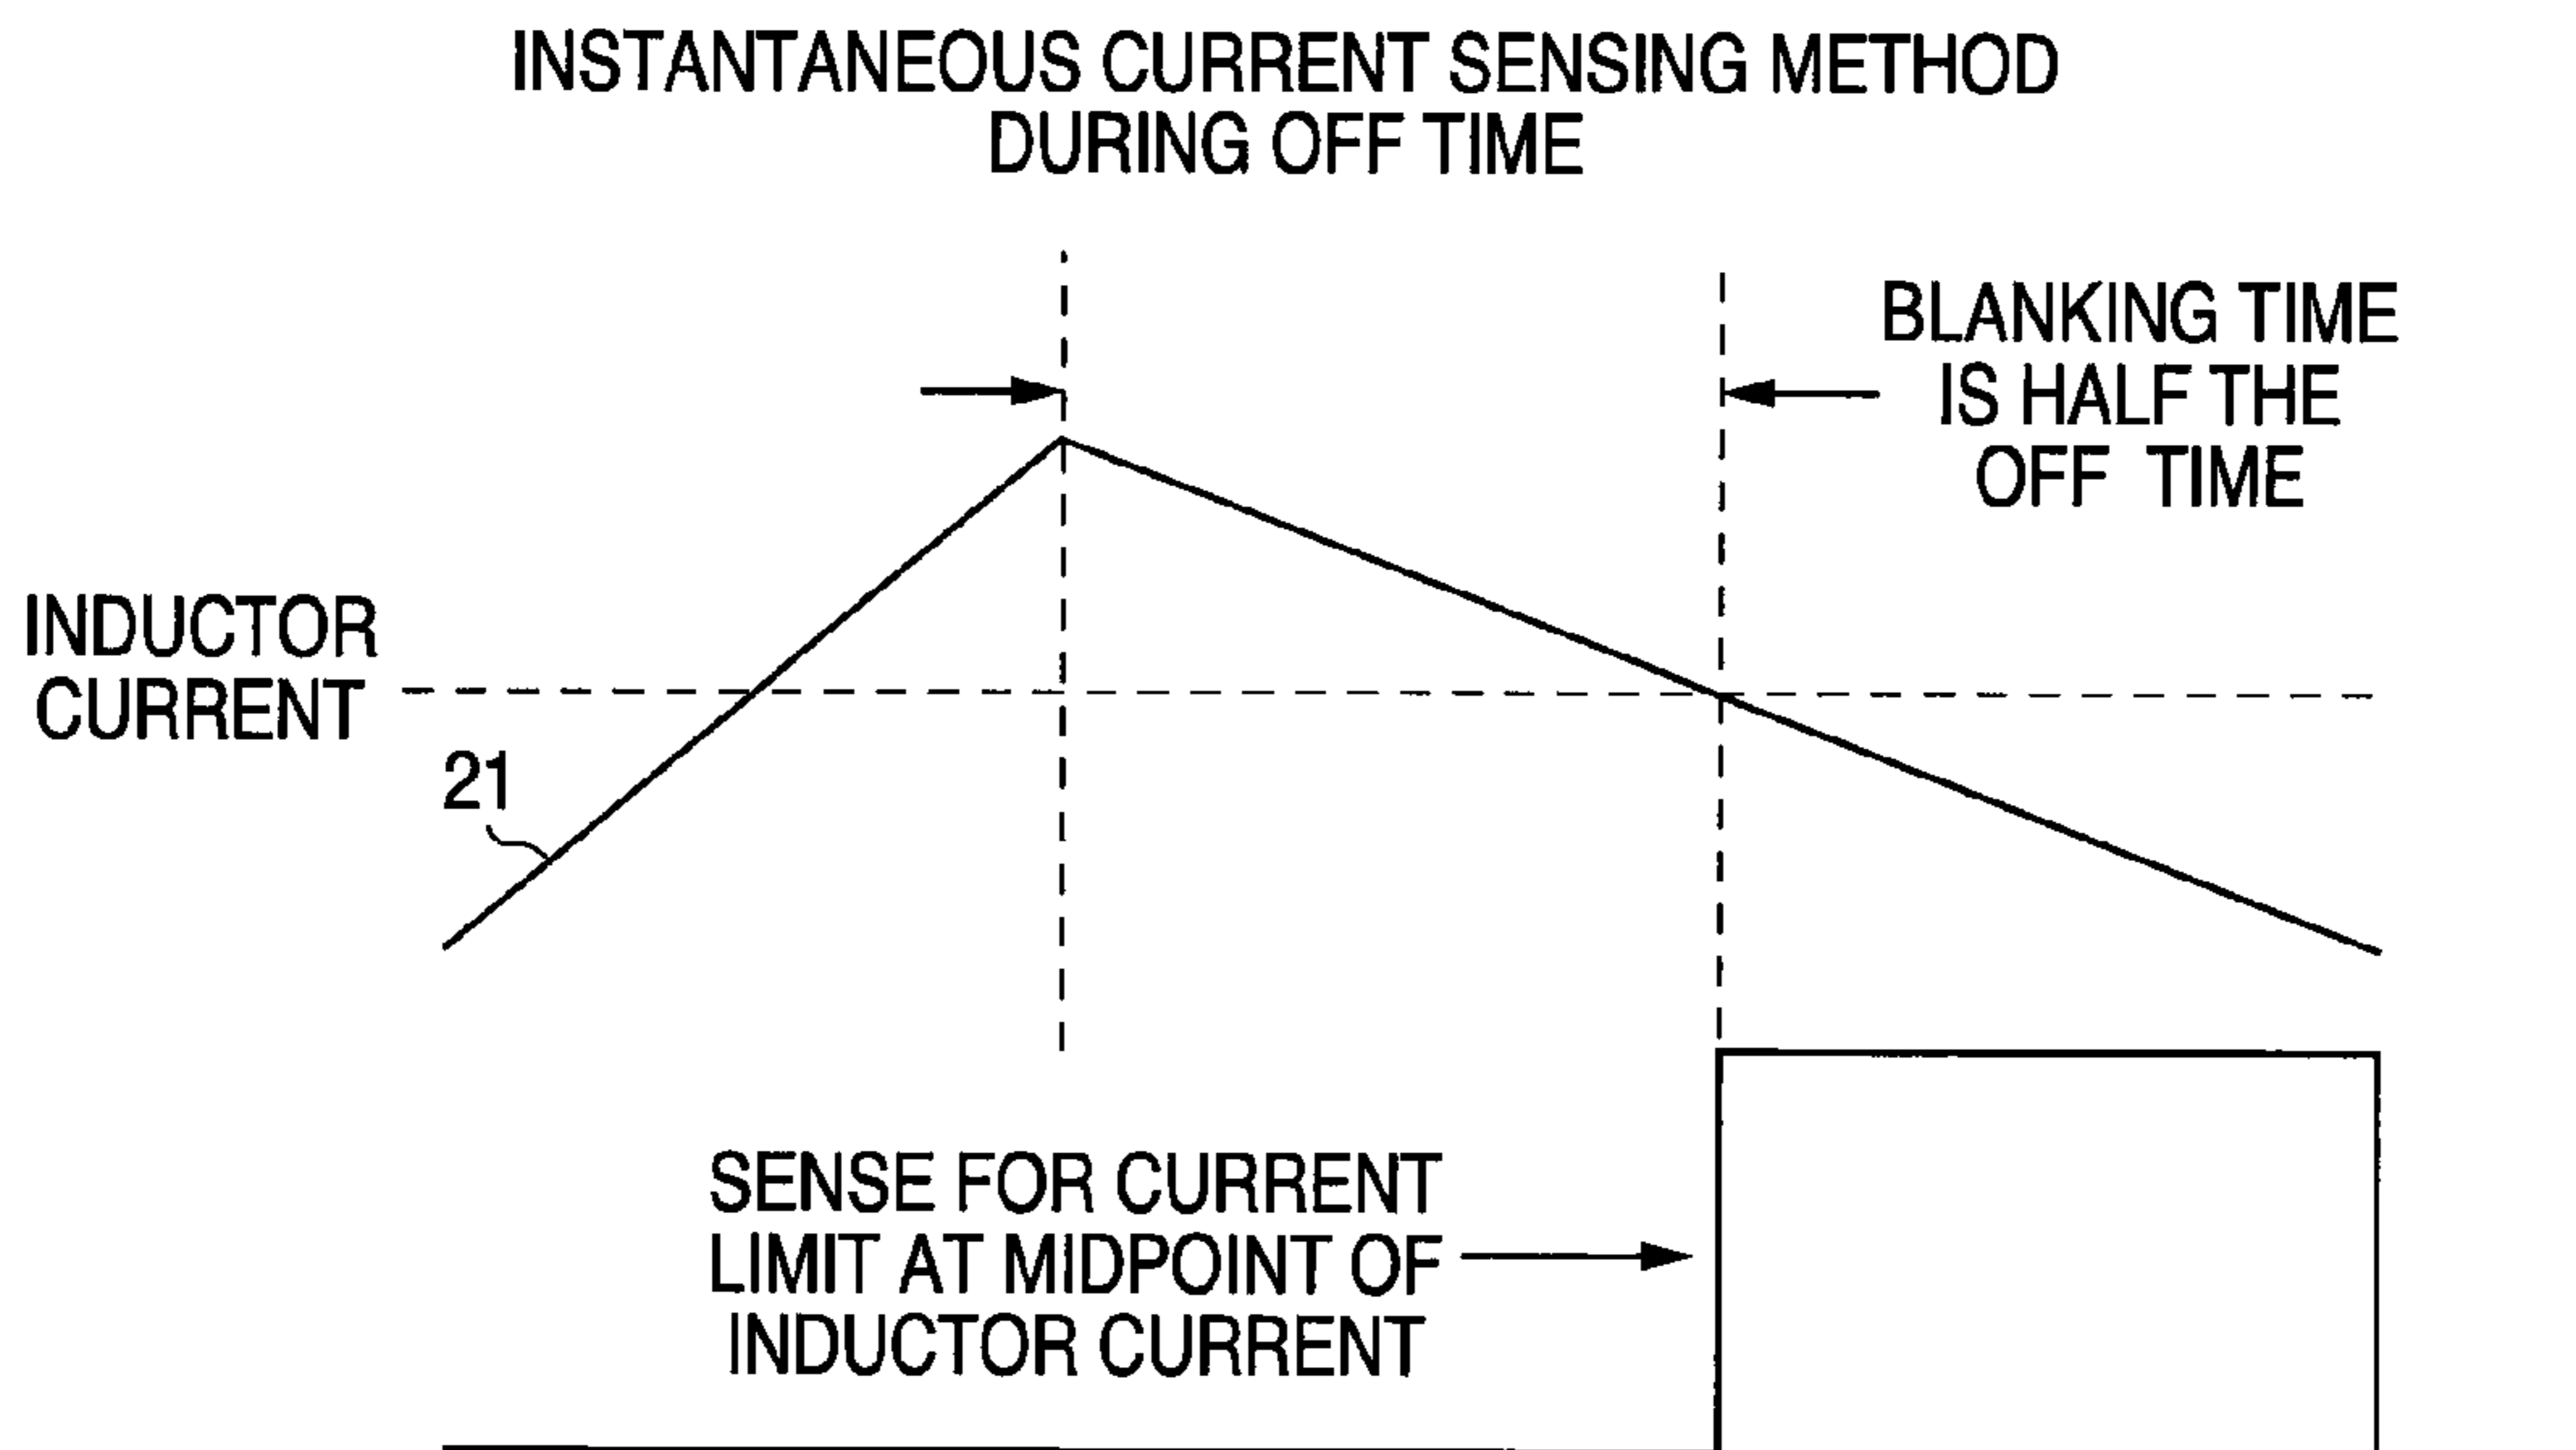 INSTANTANEOUS CURRENT SENSING METHOD
DURING OFF TIME
BLANKING TIME
IS HALF THE
OFF TIME
INDUCTOR
CURRENT
21
SENSE FOR CURRENT
LIMIT AT MIDPOINT OF
INDUCTOR CURRENT